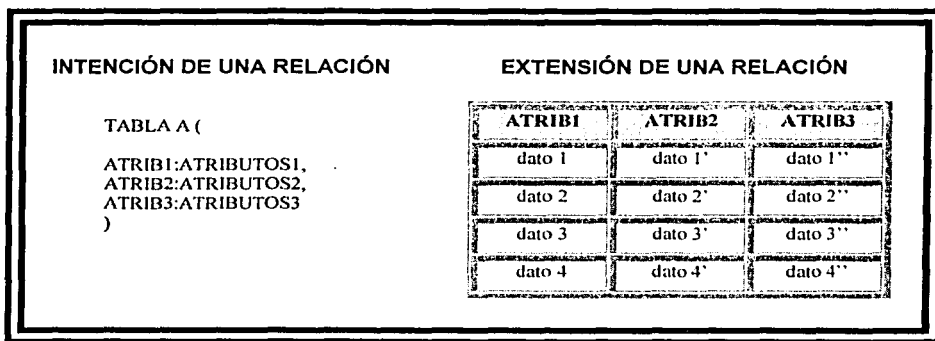 INTENCIÓN DE UNA RELACIÓN
TABLA A (
ATRIB1:ATRIBUTOS1,
ATRIB2:ATRIBUTOS2,
ATRIB3:ATRIBUTOS3
)
EXTENSIÓN DE UNA RELACIÓN
ATRIB1 ATRIB2 ATRIB3
dato 1 dato 1' dato 1''
dato 2 dato 2' dato 2''
dato 3 dato 3' dato 3''
dato 4 dato 4' dato 4''